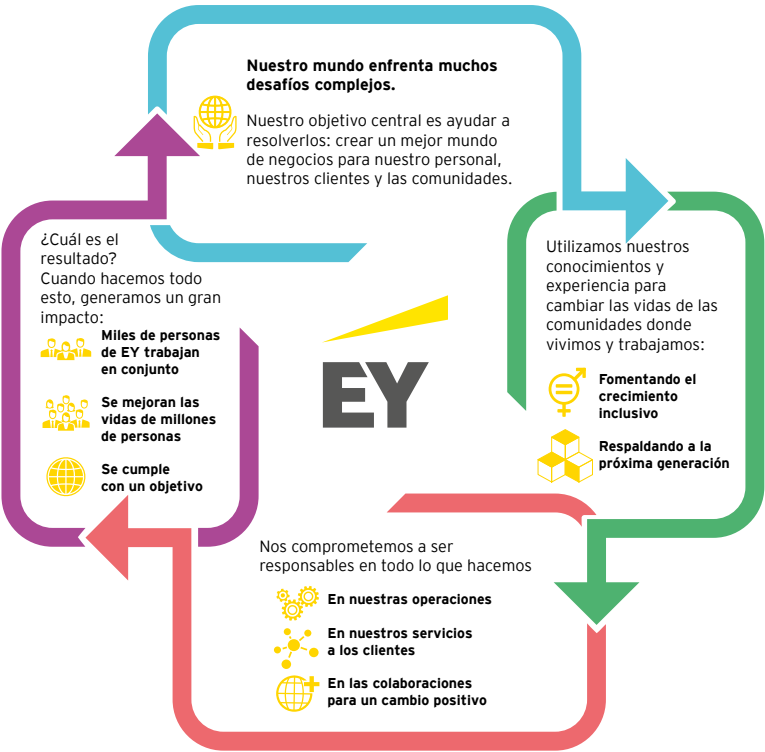 Nuestro mundo enfrenta muchos
desafíos complejos.
Nuestro objetivo central es ayudar a
resolverlos: crear un mejor mundo
de negocios para nuestro personal,
nuestros clientes y las comunidades.
Utilizamos nuestros
conocimientos y
experiencia para
cambiar las vidas de las
comunidades donde
vivimos y trabajamos:
Fomentando el
crecimiento
inclusivo
Respaldando a la
próxima generación
Nos comprometemos a ser
responsables en todo lo que hacemos
En nuestras operaciones
En nuestros servicios
a los clientes
En las colaboraciones
para un cambio positivo
¿Cuál es el
resultado?
Cuando hacemos todo
esto, generamos un gran
impacto:
Miles de personas
de EY trabajan
en conjunto
Se mejoran las
vidas de millones
de personas
Se cumple
con un objetivo
EY